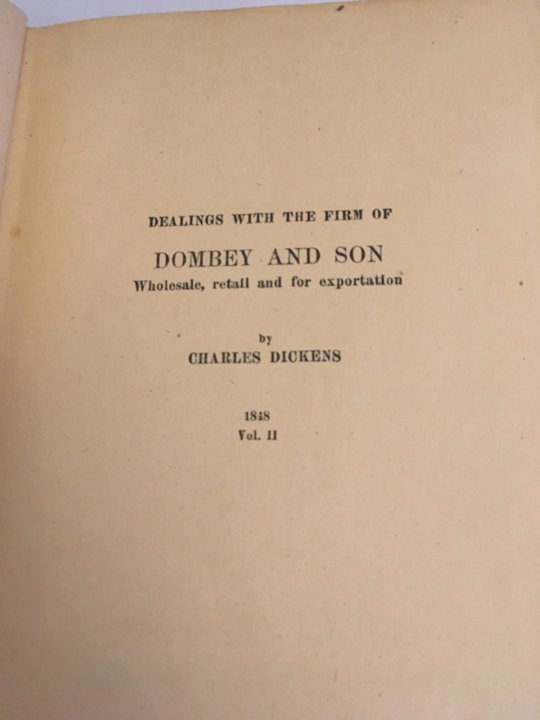 DEALINGS WITH THE FIRM OF
DOMBEY AND SON
Wholesale, retail and for exportation
by
CHARLES DICKENS
1848
Vol. II